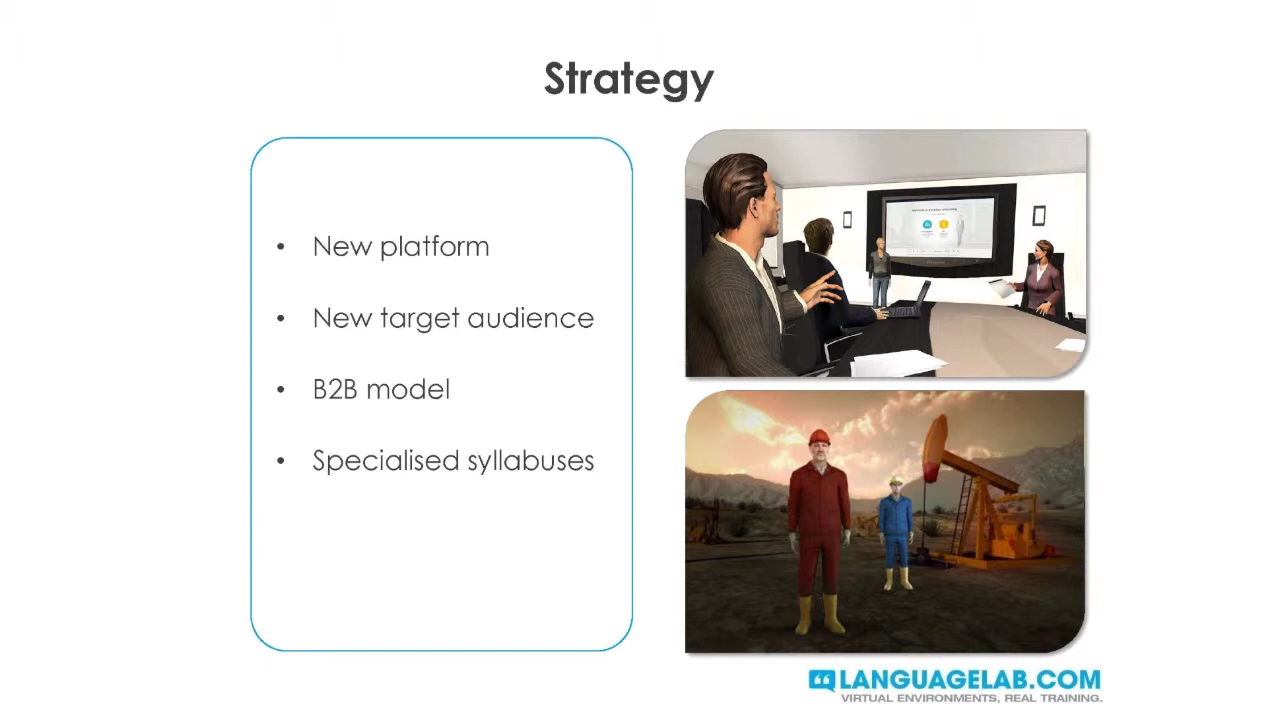 Strategy
• New platform
• New target audience
• B2B model
• Specialised syllabuses
LANGUAGELAB.COM
VIRTUAL ENVIRONMENTS, REAL TRAINING.